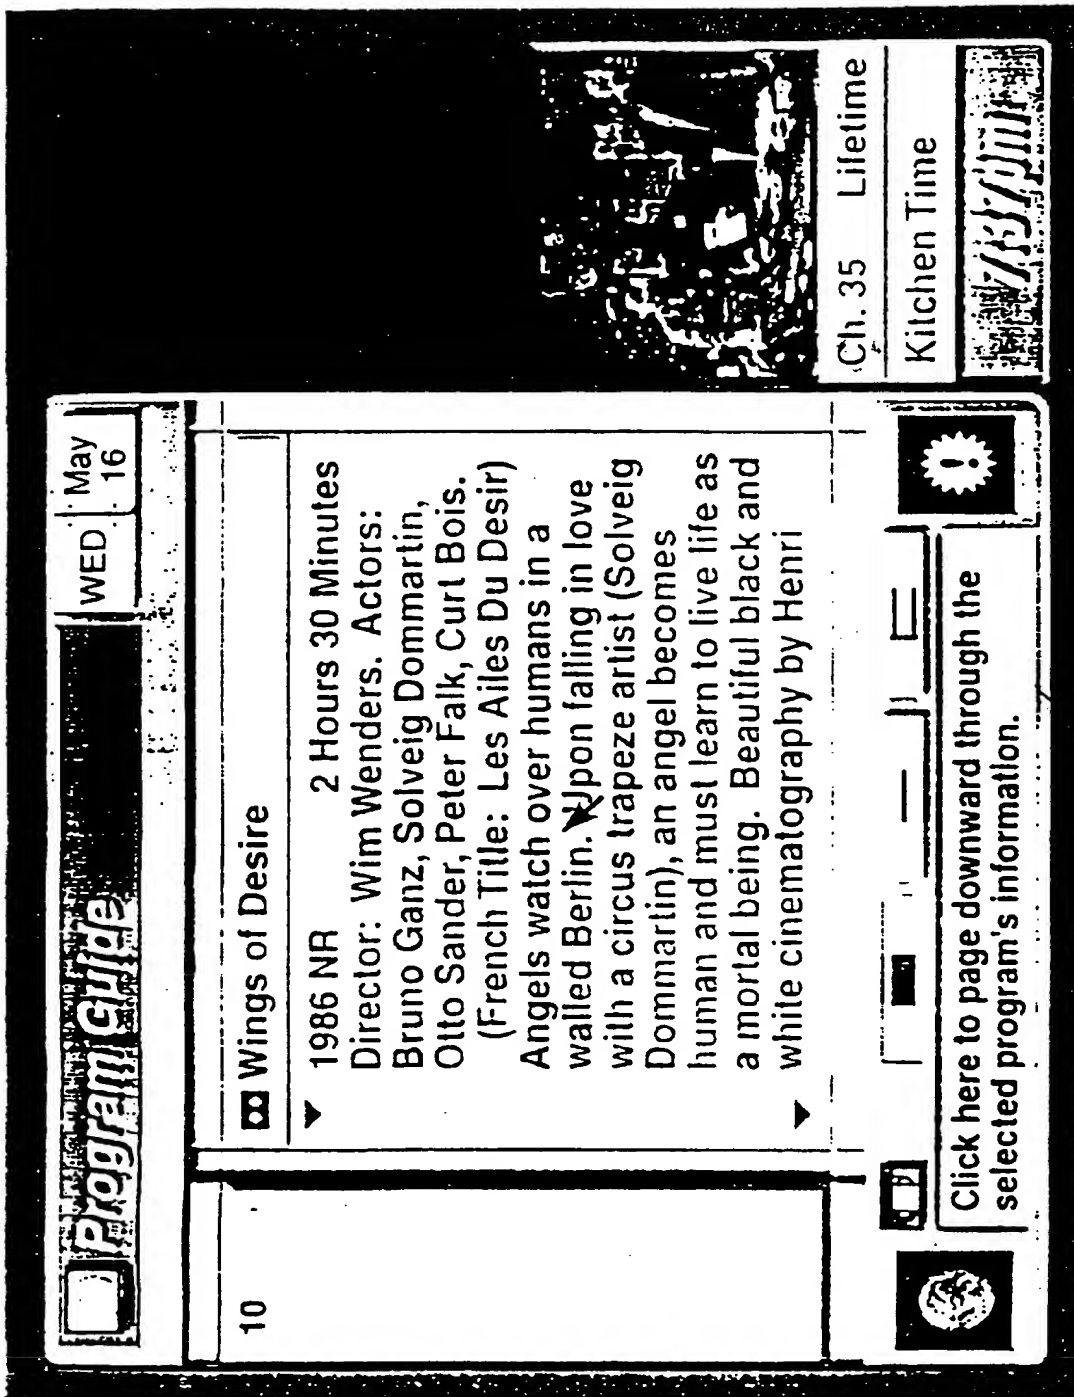 Program Guide
WED
May
16
10
Wings of Desire
1986 NR 2 Hours 30 Minutes
Director: Wim Wenders. Actors:
Bruno Ganz, Solveig Dommartin,
Otto Sander, Peter Falk, Curt Bois.
(French Title: Les Ailes Du Desir)
Angels watch over humans in a
walled Berlin. Upon falling in love
with a circus trapeze artist (Solveig
Dommartin), an angel becomes
human and must learn to live life as
a mortal being. Beautiful black and
white cinematography by Henri
!
Click here to page downward through the
selected program's information.
Ch. 35 Lifetime
Kitchen Time